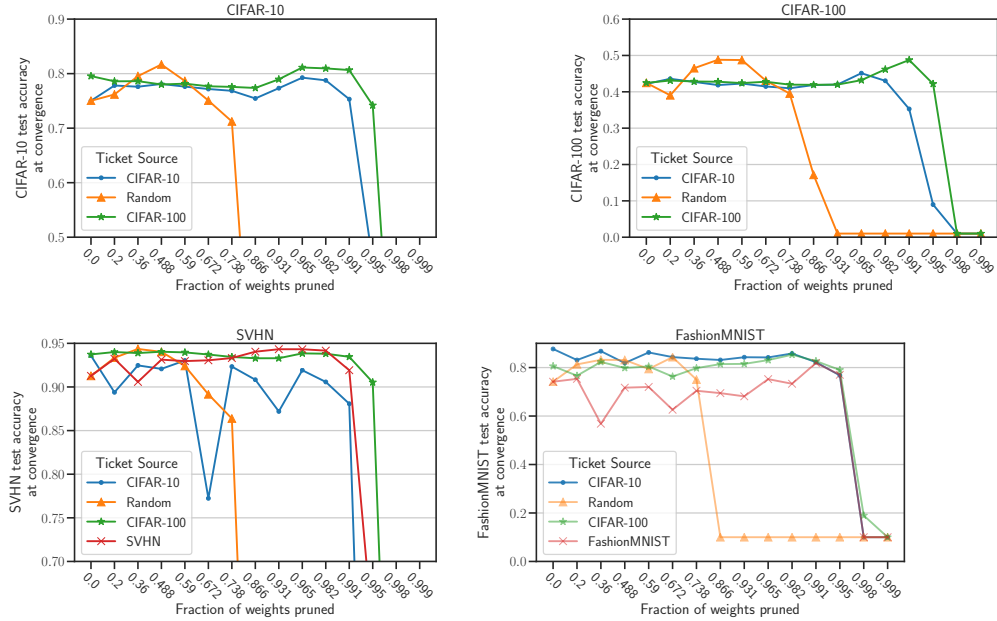 CIFAR-10
0.9
0.8
0.7
0.6
0.5
CIFAR-10 test accuracy
at convergence
Ticket Source
CIFAR-10
Random
CIFAR-100
0.0
0.2
0.36
0.488
0.59
0.672
0.738
0.866
0.931
0.965
0.982
0.991
0.995
0.998
0.999
Fraction of weights pruned
CIFAR-100
0.6
0.5
0.4
0.3
0.2
0.1
0.0
CIFAR-100 test accuracy
at convergence
Ticket Source
CIFAR-10
Random
CIFAR-100
0.0
0.2
0.36
0.488
0.59
0.672
0.738
0.866
0.931
0.965
0.982
0.991
0.995
0.998
0.999
Fraction of weights pruned
SVHN
0.95
0.90
0.85
0.80
0.75
0.70
SVHN test accuracy
at convergence
Ticket Source
CIFAR-10
Random
CIFAR-100
SVHN
0.0
0.2
0.36
0.488
0.59
0.672
0.738
0.866
0.931
0.965
0.982
0.991
0.995
0.998
0.999
Fraction of weights pruned
FashionMNIST
0.8
0.6
0.4
0.2
0.0
FashionMNIST test accuracy
at convergence
Ticket Source
CIFAR-10
Random
CIFAR-100
FashionMNIST
0.0
0.2
0.36
0.488
0.59
0.672
0.738
0.866
0.931
0.965
0.982
0.991
0.995
0.998
0.999
Fraction of weights pruned